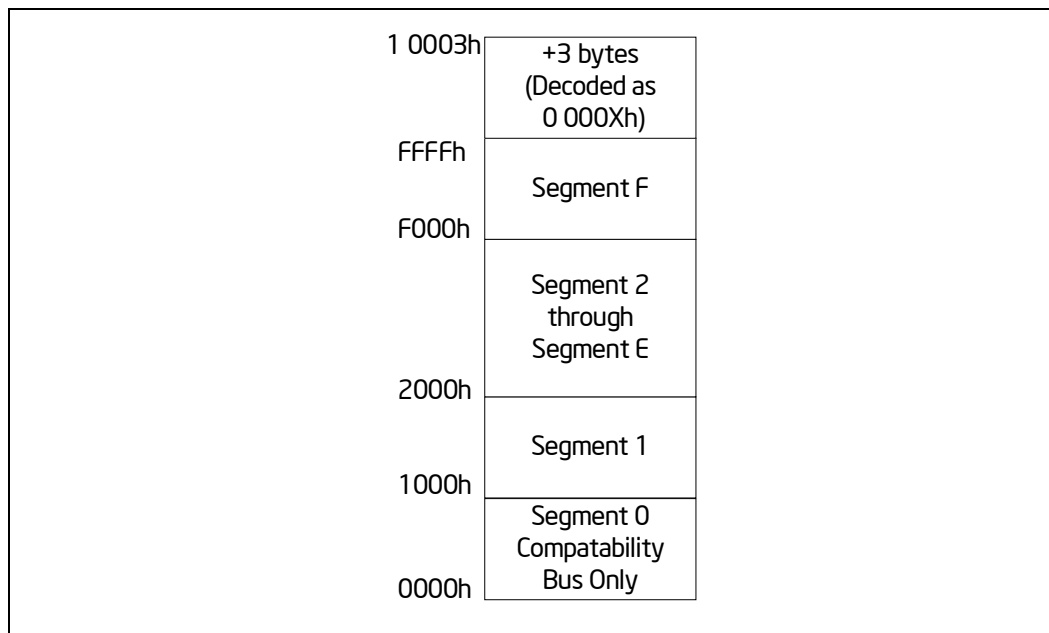 1 0003h
+3 bytes
(Decoded as
0 000Xh)
FFFFh
Segment F
F000h
Segment 2
through
Segment E
2000h
Segment 1
1000h
Segment 0
Compatability
Bus Only
0000h